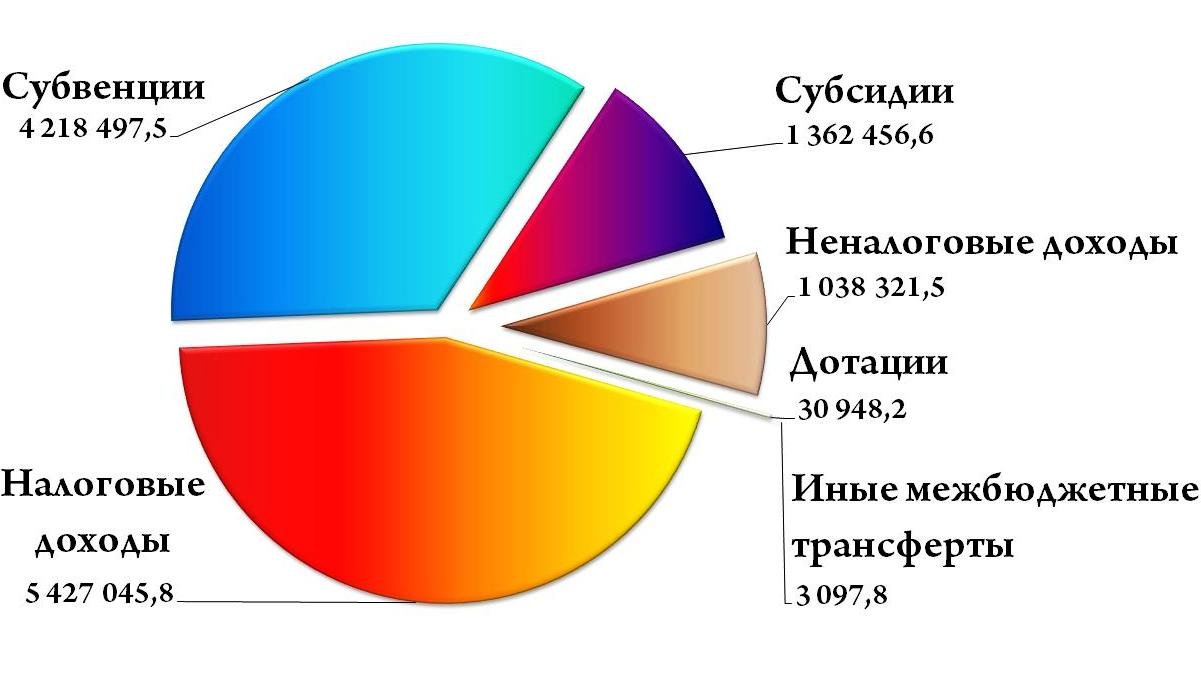 Субвенции
4 218 497,5
Субсидии
1 362 456,6
Неналоговые доходы
1 038 321,5
Дотации
30 948,2
Иные межбюджетные
трансферты
3 097,8
Налоговые
доходы
5 427 045,8